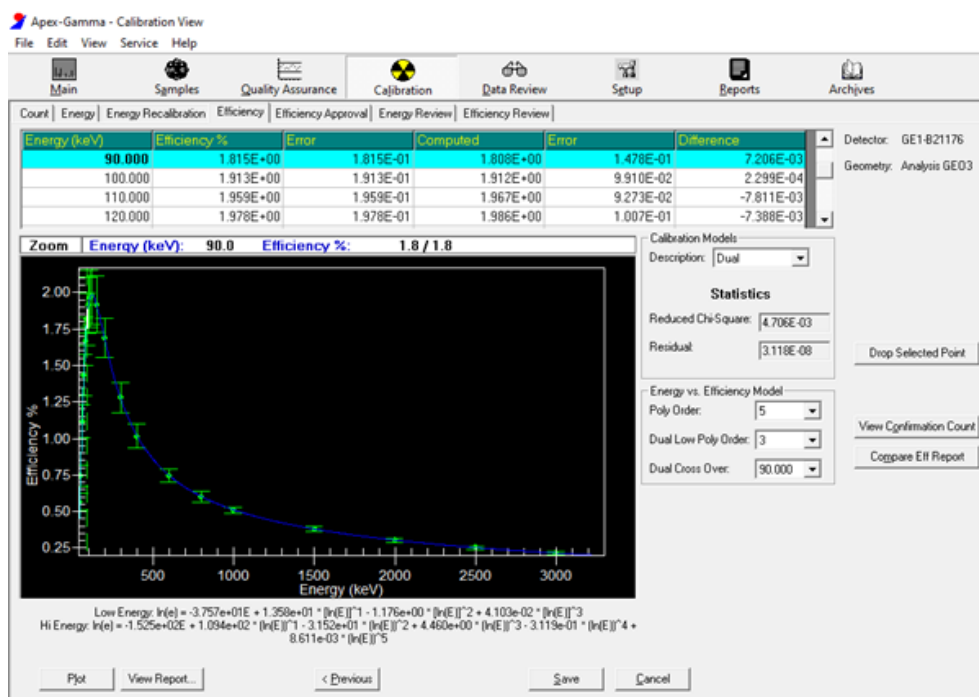 Apex-Gamma - Calibration View
File Edit View Service Help
Main Samples Quality Assurance Calibration Data Review Setup Reports Archives
Count Energy Energy Recalibration Efficiency Efficiency Approval Energy Review Efficiency Review
Energy (keV) Efficiency % Error Computed Error Difference
90.000 1.815E+00 1.815E-01 1.808E+00 1.478E-01 7.206E-03
100.000 1.913E+00 1.913E-01 1.912E+00 9.910E-02 2.299E-04
110.000 1.959E+00 1.959E-01 1.967E+00 9.273E-02 -7.811E-03
120.000 1.978E+00 1.978E-01 1.986E+00 1.007E-01 -7.388E-03
Detector: GE1-B21176
Geometry: Analysis GEO3
Zoom Energy (keV): 90.0 Efficiency %: 1.8 / 1.8
2.00
1.75
1.50
1.25
1.00
0.75
0.50
0.25
Efficiency %
500 1000 1500 2000 2500 3000
Energy (keV)
Calibration Models
Description: Dual
Statistics
Reduced Chi-Square: 4.706E-03
Residual: 3.118E-08
Energy vs. Efficiency Model
Poly Order: 5
Dual Low Poly Order: 3
Dual Cross Over: 90.000
Drop Selected Point
View Confirmation Count
Compare Eff Report
Low Energy: ln(e) = -3.757e+01E + 1.358e+01 * [ln(E)]^1 - 1.176e+00 * [ln(E)]^2 + 4.103e-02 * [ln(E)]^3
Hi Energy: ln(e) = -1.525e+02E + 1.094e+02 * (ln(E))^1 - 3.152e+01 * (ln(E))^2 + 4.460e+00 * (ln(E))^3 - 3.119e-01 * (ln(E))^4 +
8.611e-03 * (ln(E))^5
Plot View Report... < Previous Save Cancel